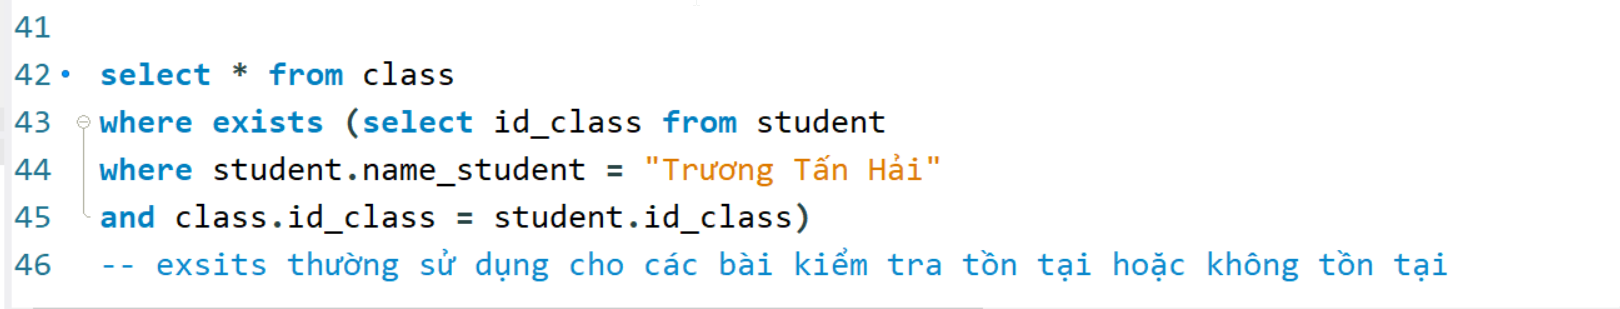 41
42 select * from class
43 where exists (select id_class from student
44 where student.name_student = "Trương Tấn Hải"
45 and class.id_class = student.id_class)
46 -- exsits thường sử dụng cho các bài kiểm tra tồn tại hoặc không tồn tại